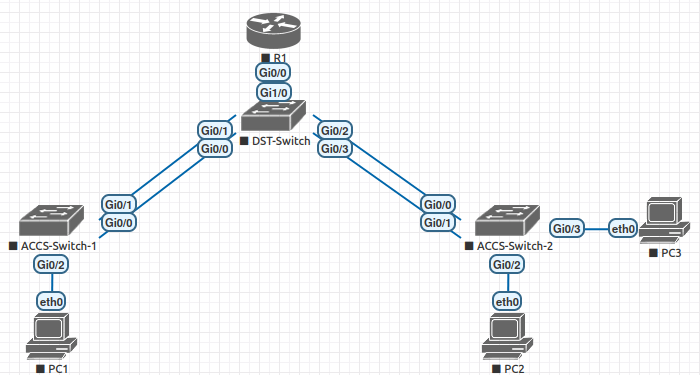 R1
Gi0/0
Gi1/0
DST-Switch
Gi0/1
Gi0/0
Gi0/2
Gi0/3
Gi0/1
Gi0/0
ACCS-Switch-1
Gi0/2
eth0
PC1
Gi0/0
Gi0/1
ACCS-Switch-2
Gi0/3
eth0
PC3
Gi0/2
eth0
PC2